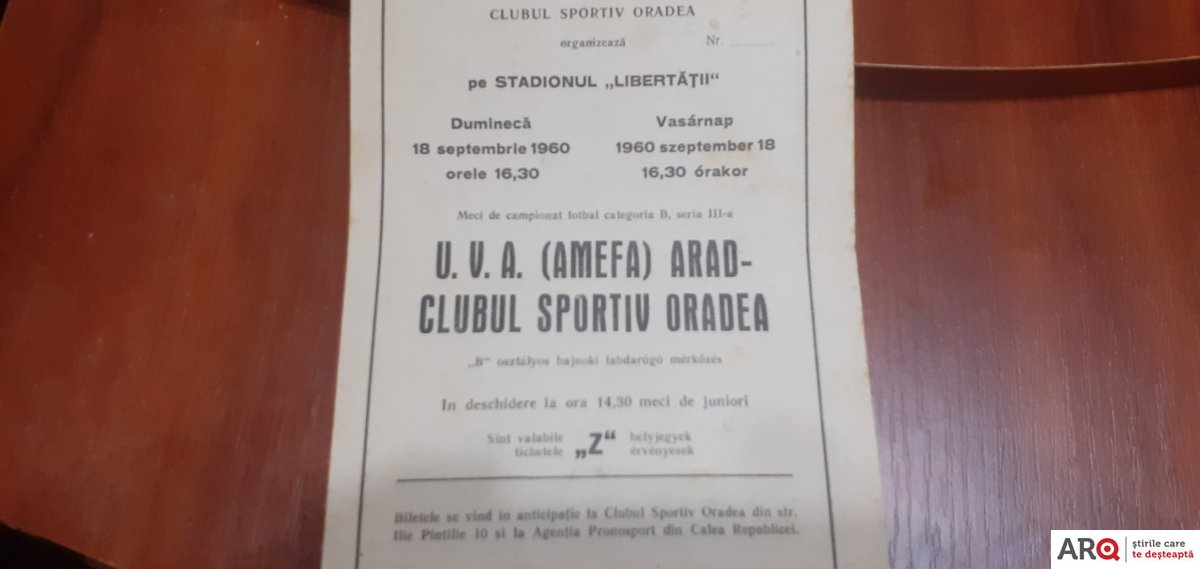 CLUBUL SPORTIV ORADEA
organizează
Nr.
pe STADIONUL „LIBERTĂȚII“
Duminecă
18 septembrie 1960
orele 16,30
Vasárnap
1960 szeptember 18
16,30 órakor
Meci de campionat fotbal categoria B, seria III-a
U. V. A. (AMEFA) ARAD-
CLUBUL SPORTIV ORADEA
„B“ osztályos bajnoki labdarúgó mérkőzés
In deschidere la ora 14,30 meci de juniori
Sint valabile
tichetele
„Z“
helyjegyek
érvényesek
Biletele se vind in anticipație la Clubul Sportiv Oradea din str.
Ilie Pintilie 10 și la Agenția Pronosport din Calea Republicei.
ARQ
știrile care
te deșteaptă